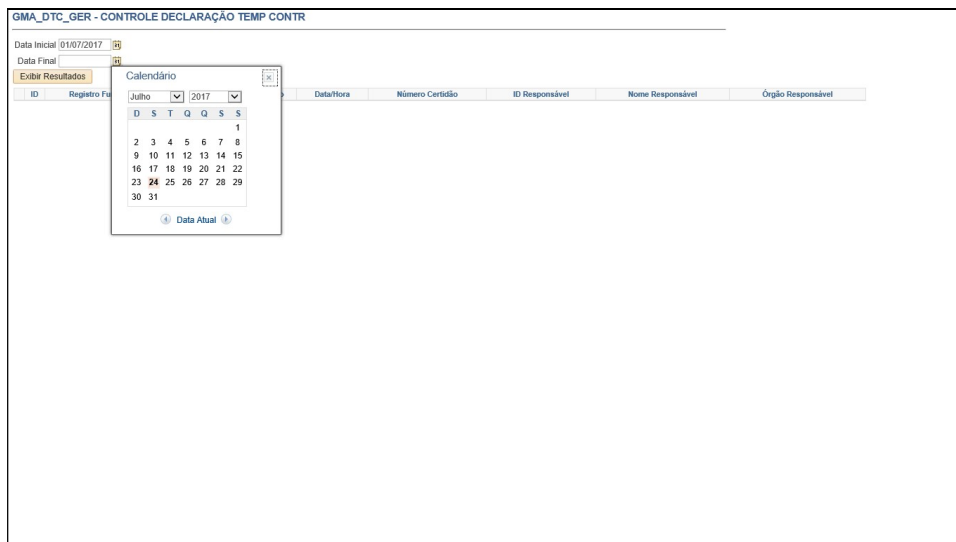 GMA_DTC_GER - CONTROLE DECLARAÇÃO TEMP CONTR
Data Inicial 01/07/2017
Data Final
Exibir Resultados
ID Registro Data/Hora Número Certidão ID Responsável Nome Responsável Órgão Responsável
Calendário
Julho 2017
D S T Q Q S S
1
2 3 4 5 6 7 8
9 10 11 12 13 14 15
16 17 18 19 20 21 22
23 24 25 26 27 28 29
30 31
Data Atual